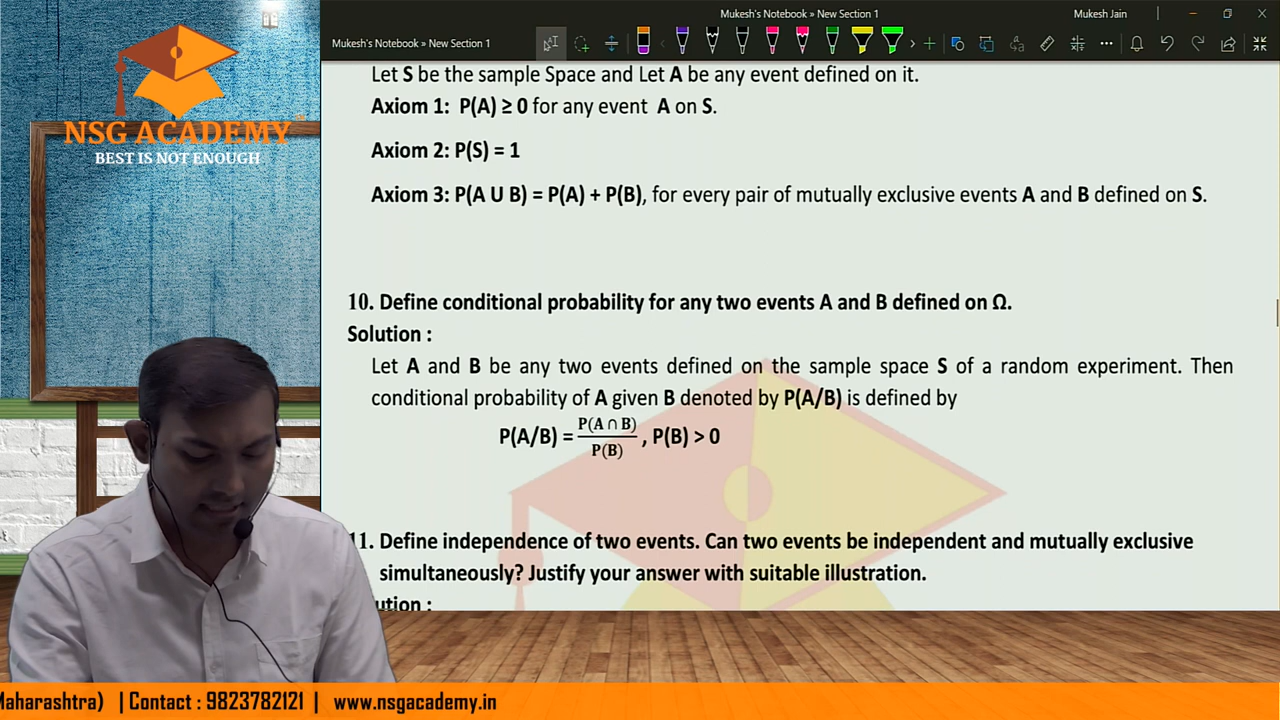 Mukesh's Notebook » New Section 1
Mukesh Jain
Mukesh's Notebook » New Section 1
NSG ACADEMY
BEST IS NOT ENOUGH
Let S be the sample Space and Let A be any event defined on it.
Axiom 1: P(A) ≥ 0 for any event A on S.
Axiom 2: P(S) = 1
Axiom 3: P(A U B) = P(A) + P(B), for every pair of mutually exclusive events A and B defined on S.
10. Define conditional probability for any two events A and B defined on Ω.
Solution :
Let A and B be any two events defined on the sample space S of a random experiment. Then
conditional probability of A given B denoted by P(A/B) is defined by
P(A/B) = P(A ∩ B) / P(B) , P(B) > 0
11. Define independence of two events. Can two events be independent and mutually exclusive
simultaneously? Justify your answer with suitable illustration.
ution :
Maharashtra) | Contact : 9823782121 | www.nsgacademy.in